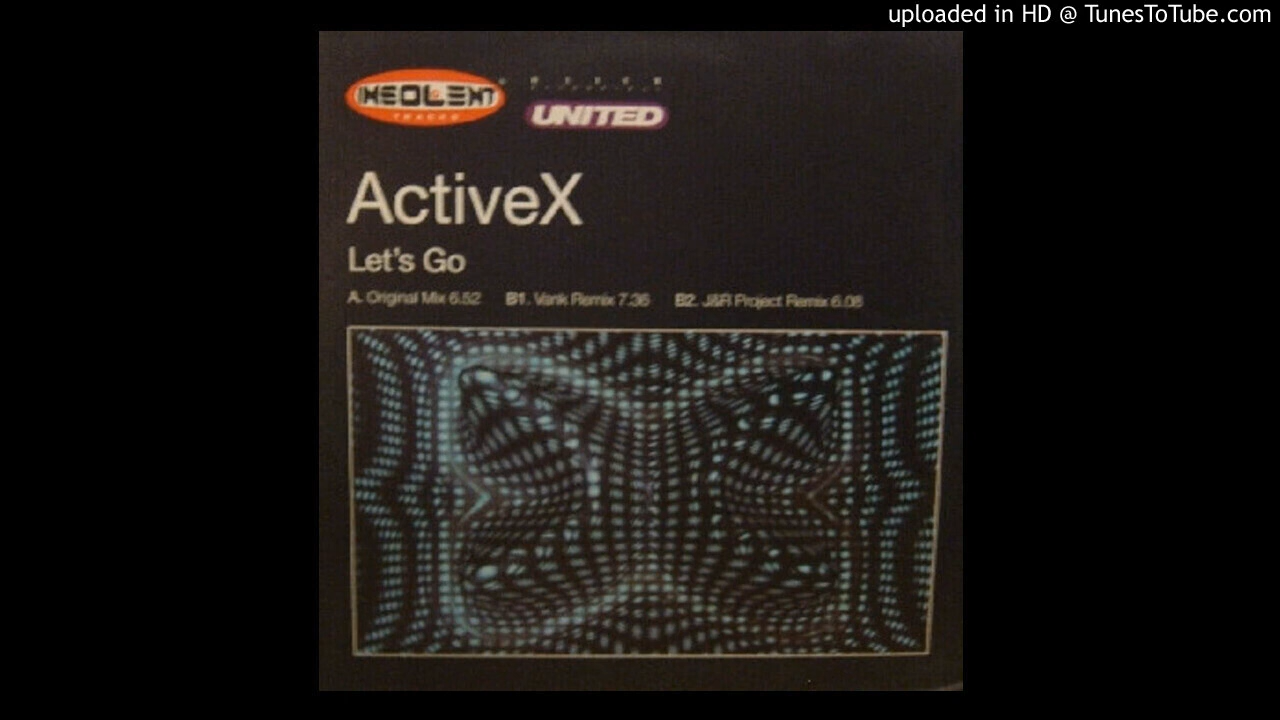 uploaded in HD @ TunesToTube.com
UNITED
ActiveX
Let's Go
A. Original Mix 6.52 B1. Vank Remix 7.36 B2. J&R Project Remix 6.08